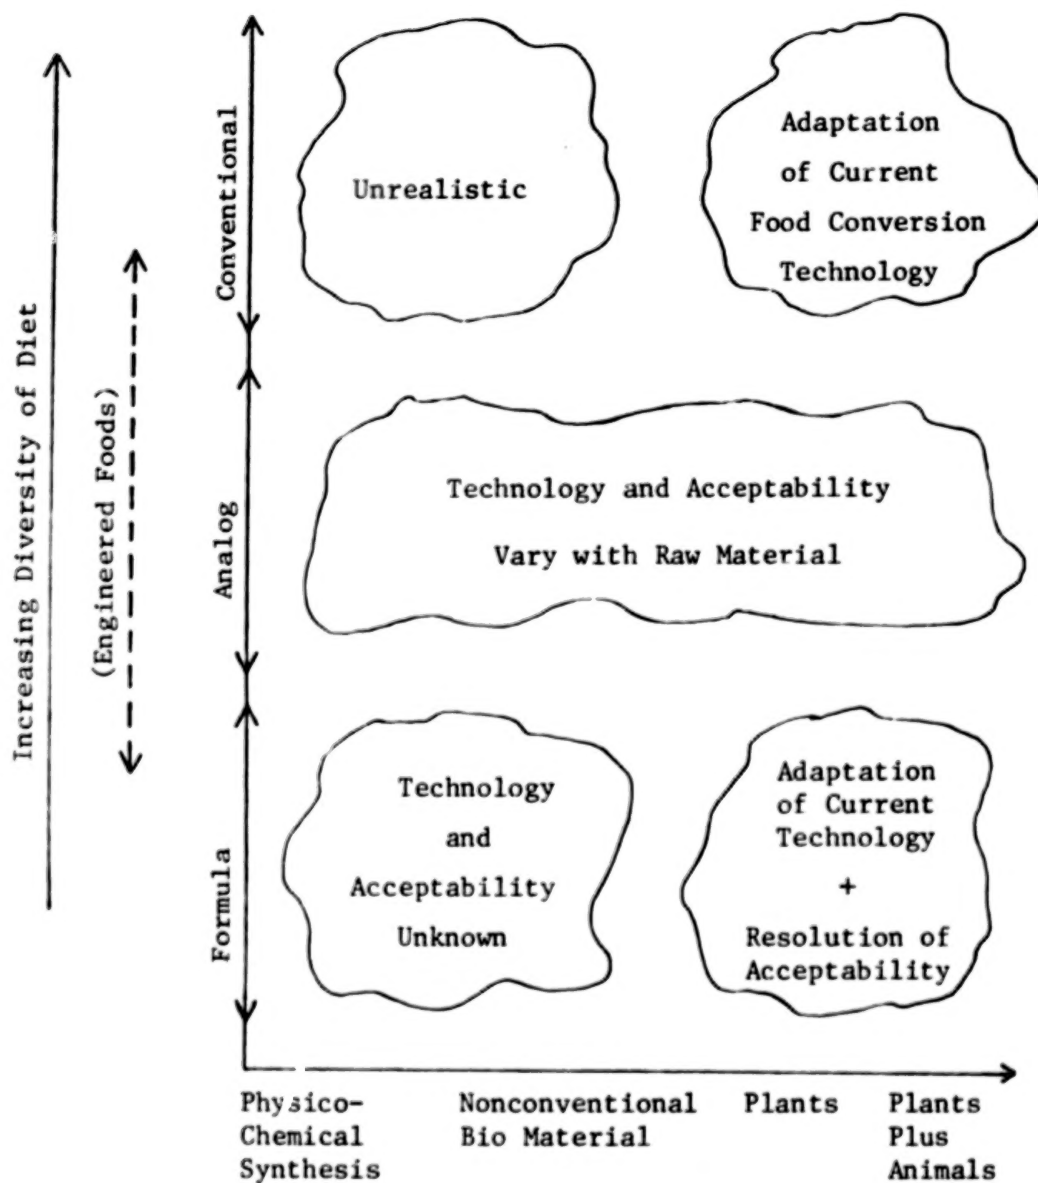 Increasing Diversity of Diet
(Engineered Foods)
Conventional
Unrealistic
Adaptation
of Current
Food Conversion
Technology
Analog
Technology and Acceptability
Vary with Raw Material
Formula
Technology
and
Acceptability
Unknown
Adaptation
of Current
Technology
+
Resolution of
Acceptability
Physico-
Chemical
Synthesis
Nonconventional
Bio Material
Plants
Plants
Plus
Animals